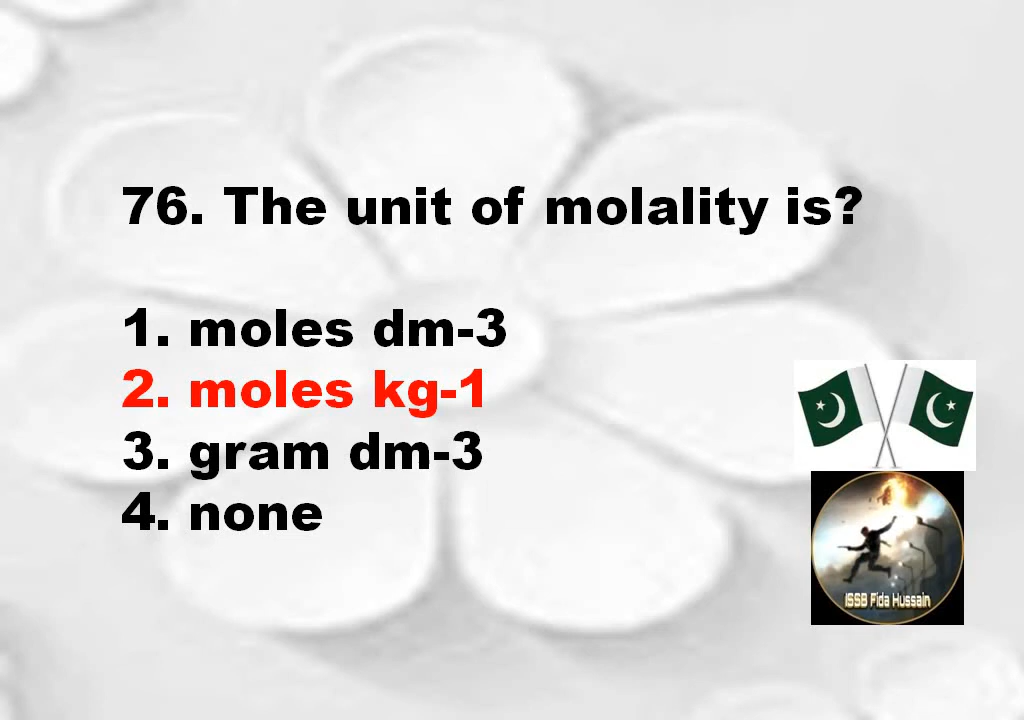 76. The unit of molality is?
1. moles dm-3
2. moles kg-1
3. gram dm-3
4. none
ISSB Fida Hussain